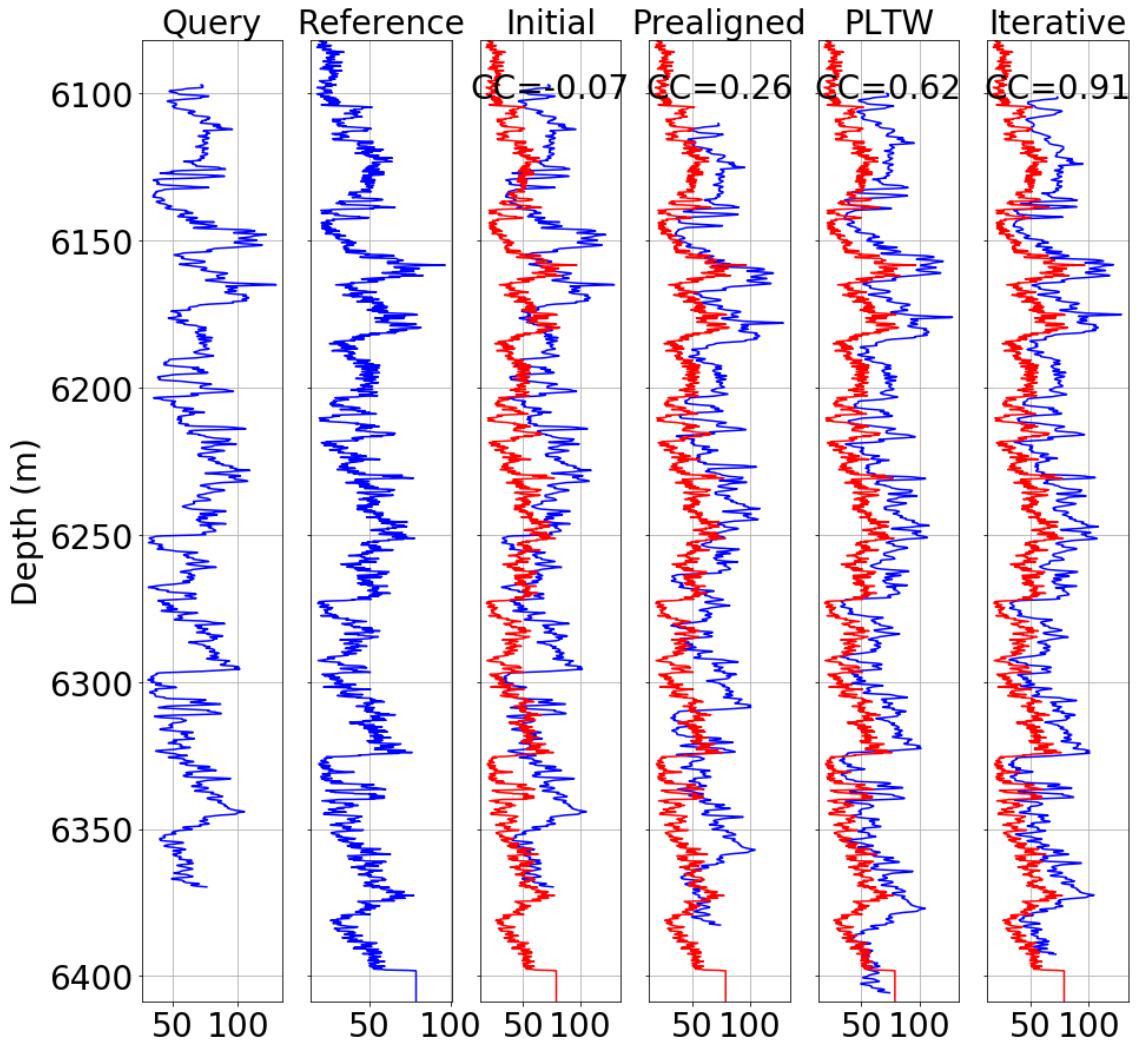 Query Reference Initial Prealigned PLTW Iterative
CC=-0.07 CC=0.26 CC=0.62 CC=0.91
6100
6150
6200
6250
6300
6350
6400
Depth (m)
50 100 50 100 50 100 50 100 50 100 50 100